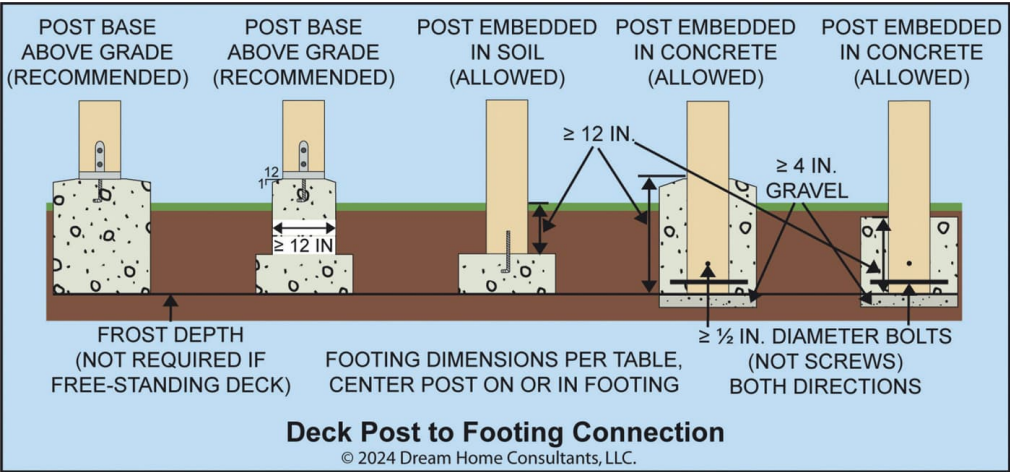 POST BASE
ABOVE GRADE
(RECOMMENDED)
POST BASE
ABOVE GRADE
(RECOMMENDED)
POST EMBEDDED
IN SOIL
(ALLOWED)
POST EMBEDDED
IN CONCRETE
(ALLOWED)
POST EMBEDDED
IN CONCRETE
(ALLOWED)
≥ 12 IN.
≥ 4 IN.
GRAVEL
12
1
≥ 12 IN
FROST DEPTH
(NOT REQUIRED IF
FREE-STANDING DECK)
FOOTING DIMENSIONS PER TABLE,
CENTER POST ON OR IN FOOTING
≥ ½ IN. DIAMETER BOLTS
(NOT SCREWS)
BOTH DIRECTIONS
Deck Post to Footing Connection
© 2024 Dream Home Consultants, LLC.